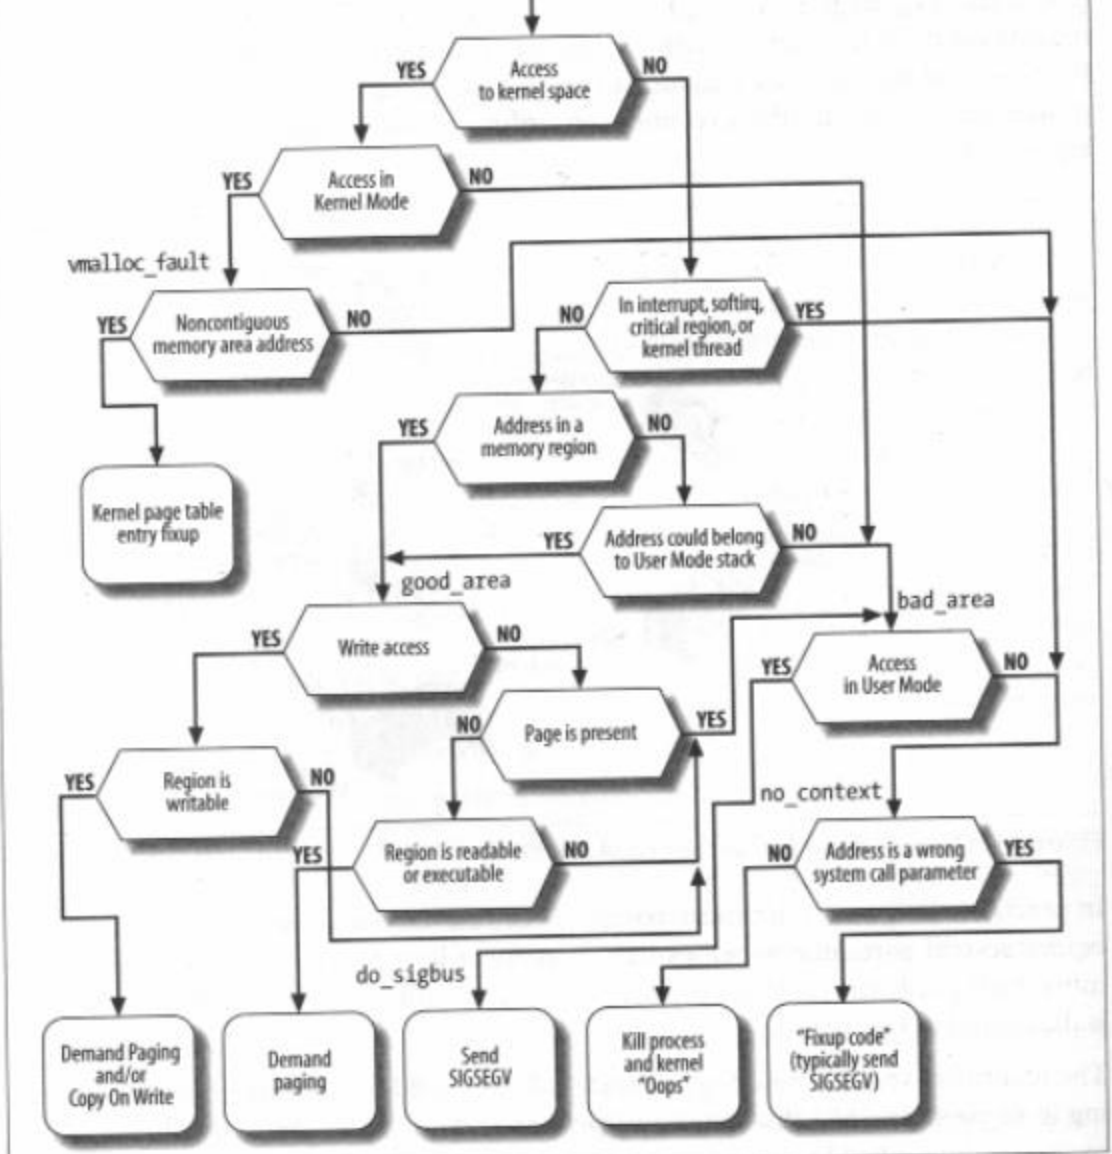 Access
to kernel space
YES
NO
Access in
Kernel Mode
YES
NO
vmalloc_fault
Noncontiguous
memory area address
YES
NO
In interrupt, softirq,
critical region, or
kernel thread
NO
YES
Address in a
memory region
YES
NO
Kernel page table
entry fixup
Address could belong
to User Mode stack
YES
NO
good_area
bad_area
Write access
YES
NO
Access
in User Mode
YES
NO
Page is present
NO
YES
Region is
writable
YES
NO
no_context
Region is readable
or executable
YES
NO
Address is a wrong
system call parameter
NO
YES
do_sigbus
Demand Paging
and/or
Copy On Write
Demand
paging
Send
SIGSEGV
Kill process
and kernel
"Oops"
"Fixup code"
(typically send
SIGSEGV)